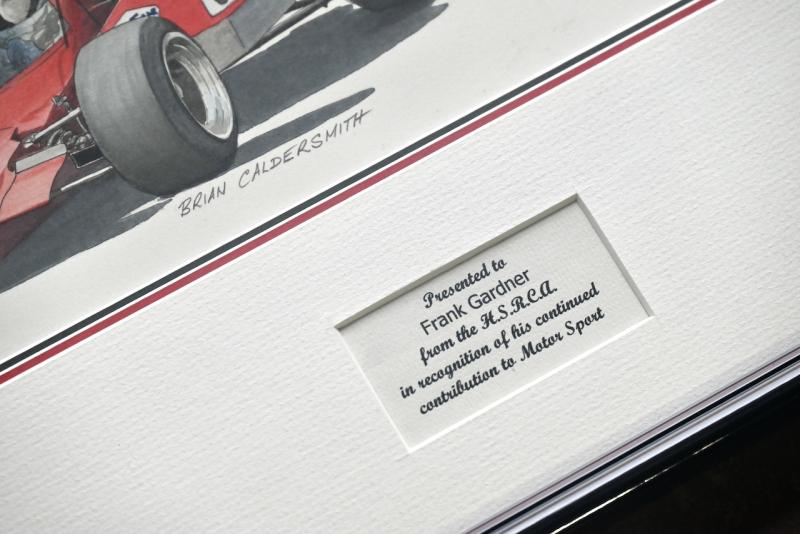 BRIAN CALDERSMITH
Presented to
Frank Gardner
from the H.S.R.C.A.
in recognition of his continued
contribution to Motor Sport